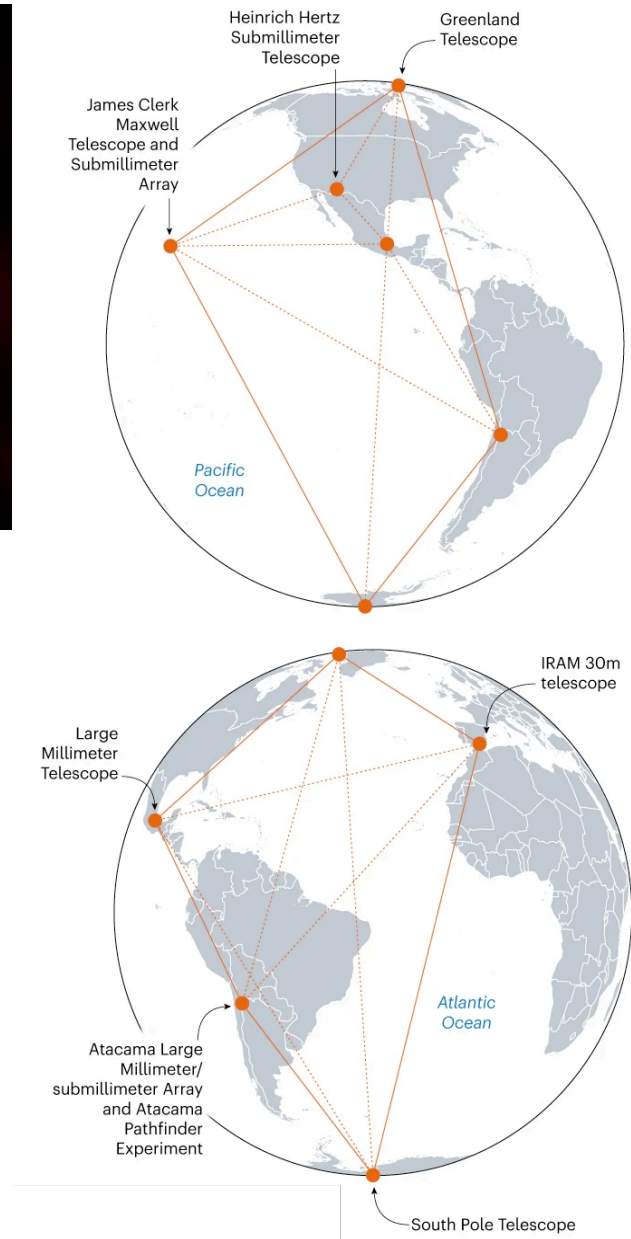 Heinrich Hertz
Submillimeter
Telescope
Greenland
Telescope
James Clerk
Maxwell
Telescope and
Submillimeter
Array
Pacific
Ocean
IRAM 30m
telescope
Large
Millimeter
Telescope
Atlantic
Ocean
Atacama Large
Millimeter/
submillimeter Array
and Atacama
Pathfinder
Experiment
South Pole Telescope